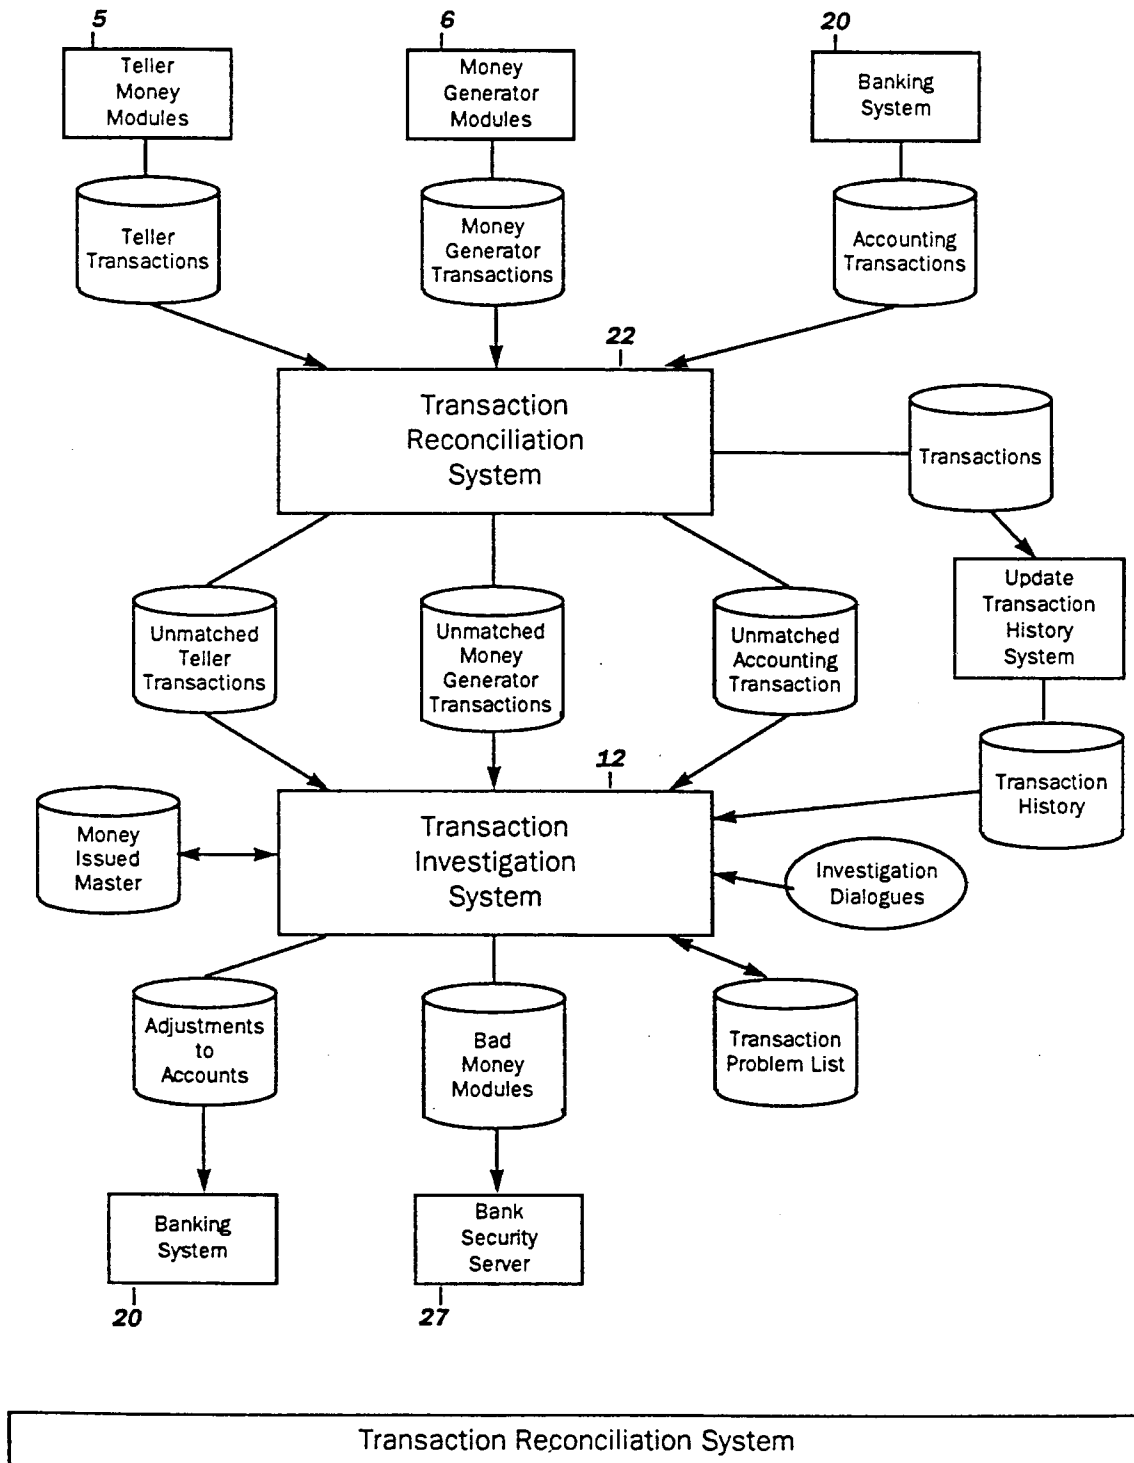 5
6
20
Teller
Money
Modules
Money
Generator
Modules
Banking
System
Teller
Transactions
Money
Generator
Transactions
Accounting
Transactions
22
Transaction
Reconciliation
System
Transactions
Update
Transaction
History
System
Unmatched
Teller
Transactions
Unmatched
Money
Generator
Transactions
Unmatched
Accounting
Transaction
12
Transaction
History
Money
Issued
Master
Transaction
Investigation
System
Investigation
Dialogues
Adjustments
to
Accounts
Bad
Money
Modules
Transaction
Problem List
Banking
System
Bank
Security
Server
20
27
Transaction Reconciliation System